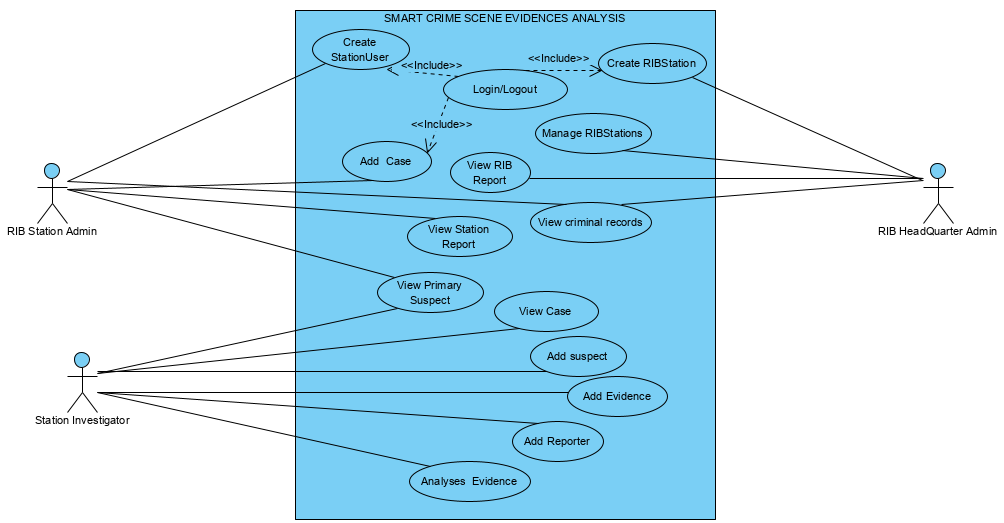 SMART CRIME SCENE EVIDENCES ANALYSIS
Create
StationUser
<<Include>>
<<Include>>
Create RIBStation
Login/Logout
<<Include>>
Manage RIBStations
Add  Case
View RIB
Report
RIB Station Admin
View Station
Report
View criminal records
RIB HeadQuarter Admin
View Primary
Suspect
View Case
Add suspect
Add Evidence
Station Investigator
Add Reporter
Analyses  Evidence